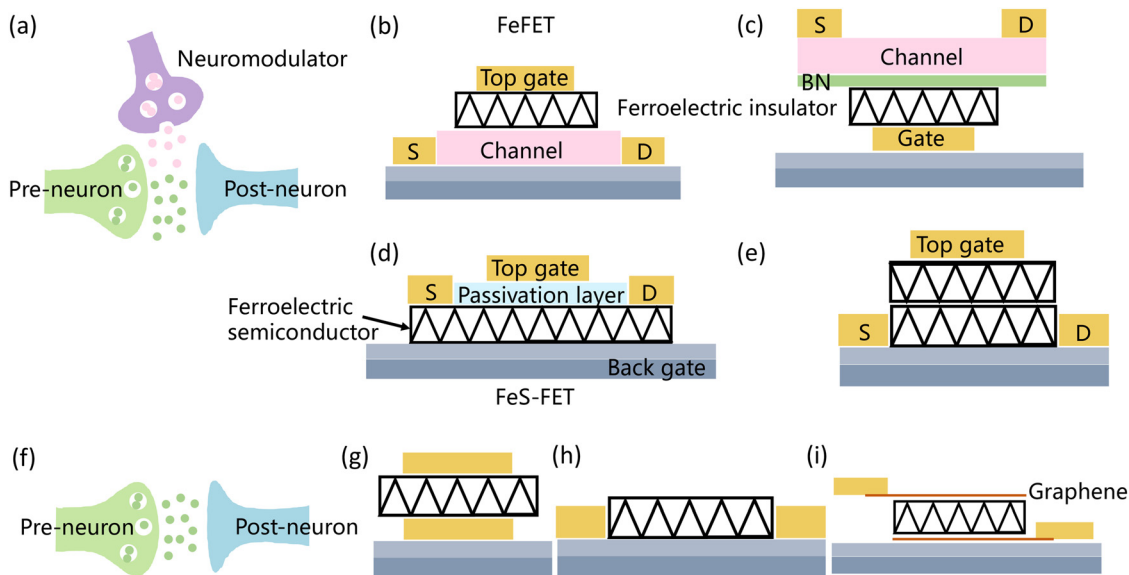 (a)
Neuromodulator
Pre-neuron
Post-neuron
(b)
FeFET
Top gate
S
Channel
D
(c)
S
D
Channel
BN
Ferroelectric insulator
Gate
(d)
Top gate
S
Passivation layer
D
Ferroelectric
semiconductor
Back gate
FeS-FET
(e)
Top gate
S
D
(f)
Pre-neuron
Post-neuron
(g)
(h)
(i)
Graphene